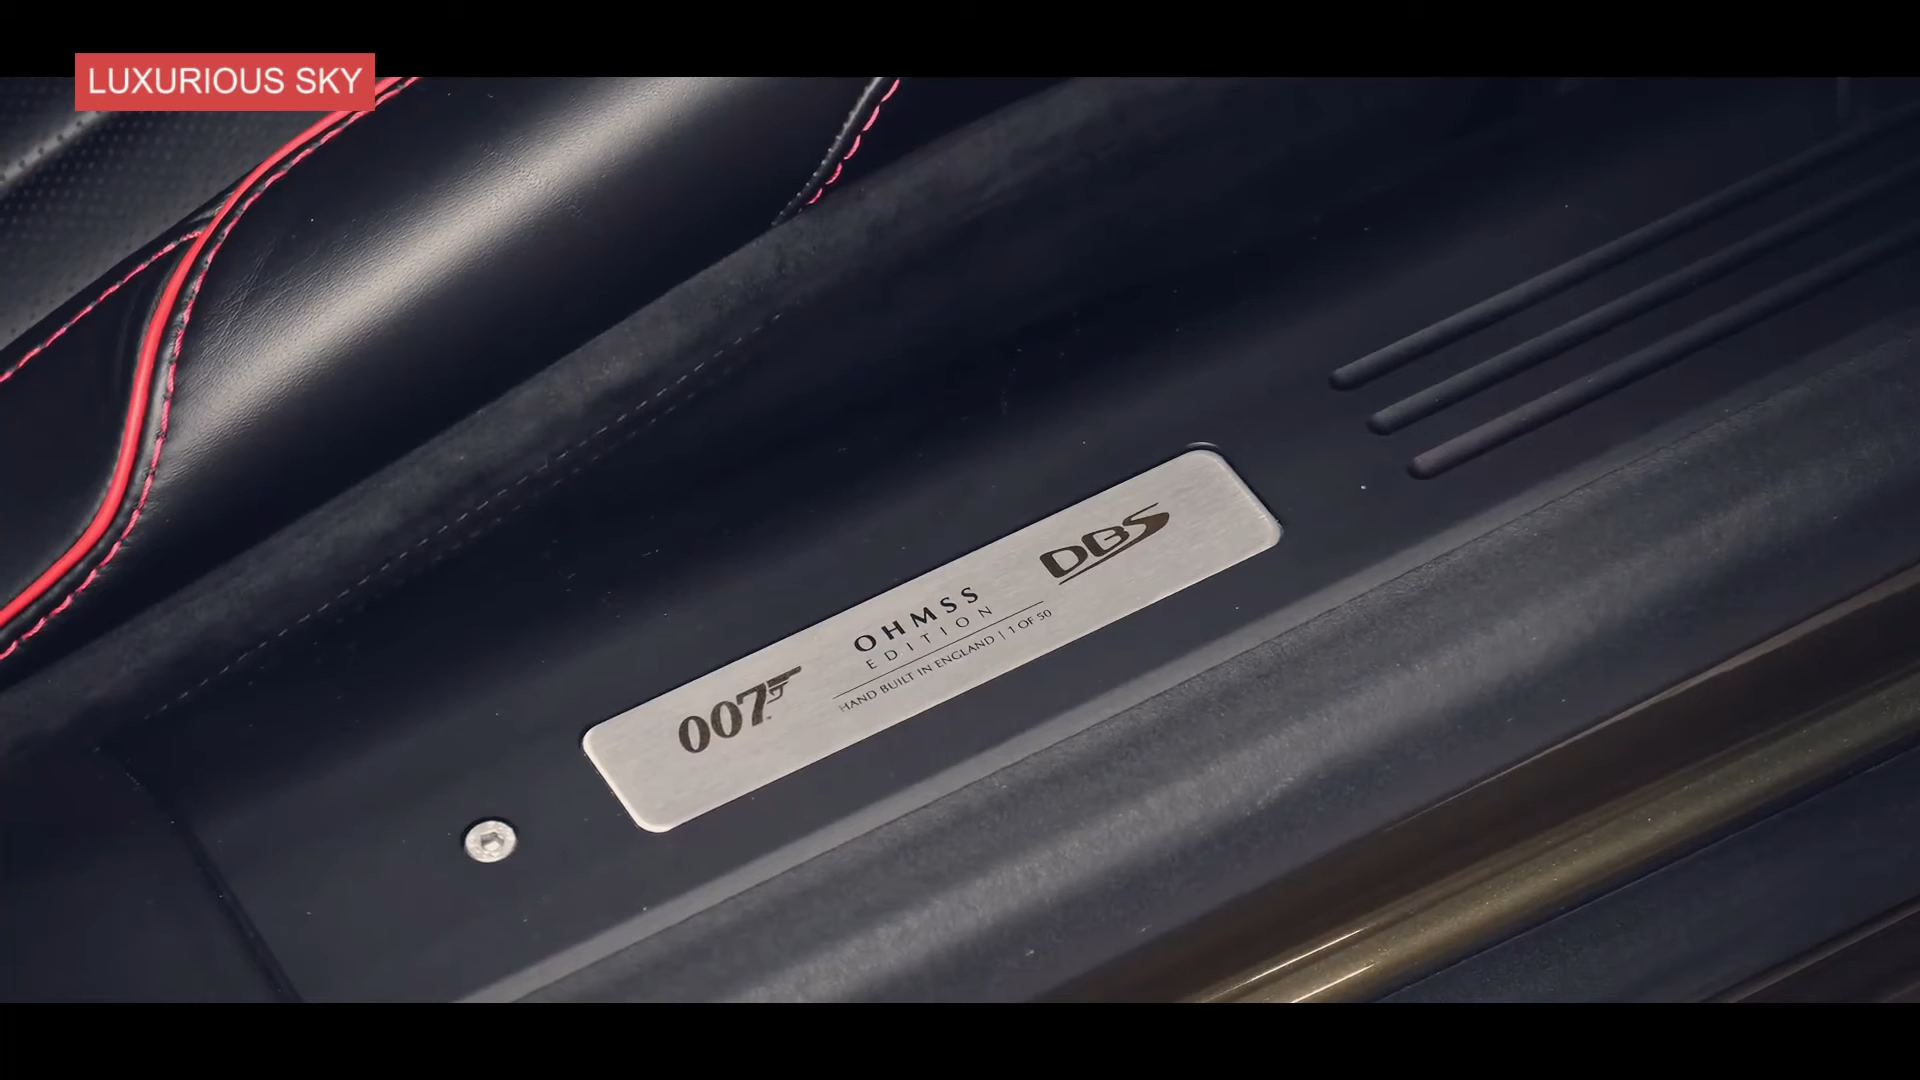 LUXURIOUS SKY
007
OHMSS
EDITION
HAND BUILT IN ENGLAND | 1 OF 50
DBS